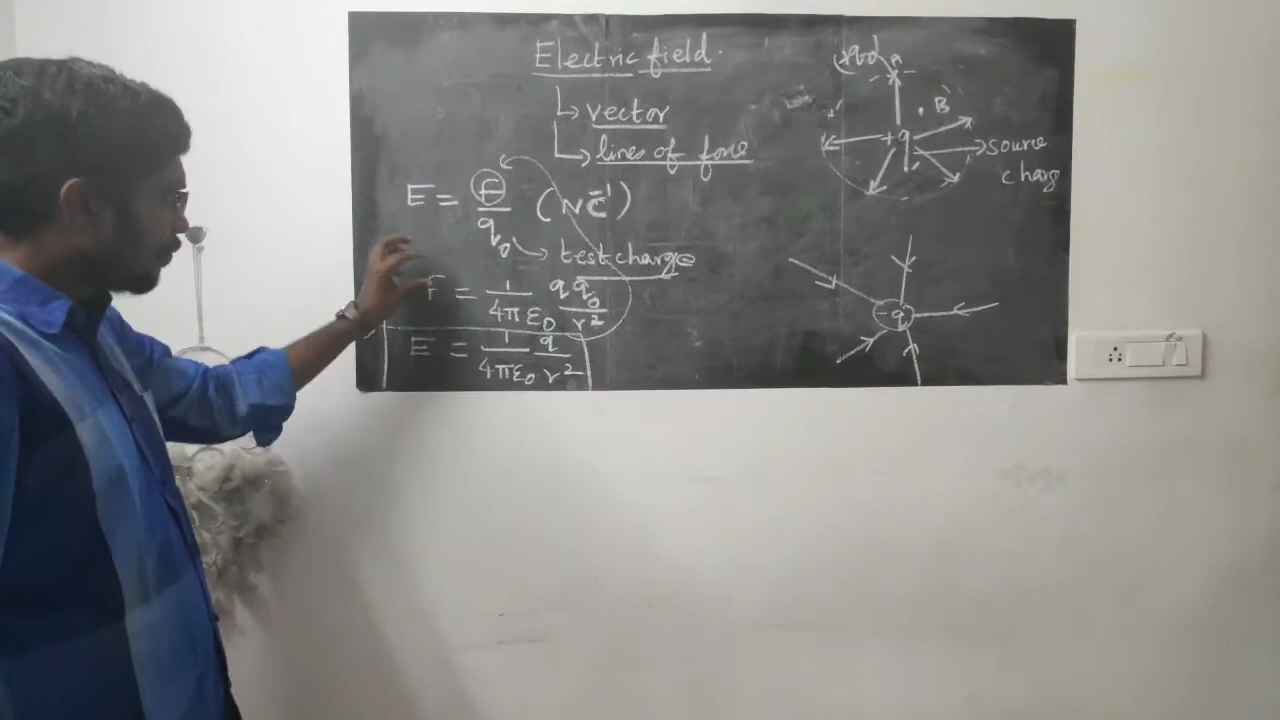 Electric field.
↳ vector
↳ lines of force
E = F/q₀ (N C⁻¹)
→ test charge
F = 1/4πε₀ qq₀/r²
E = 1/4πε₀ q/r²
. B
+q
→ source
charge
-q